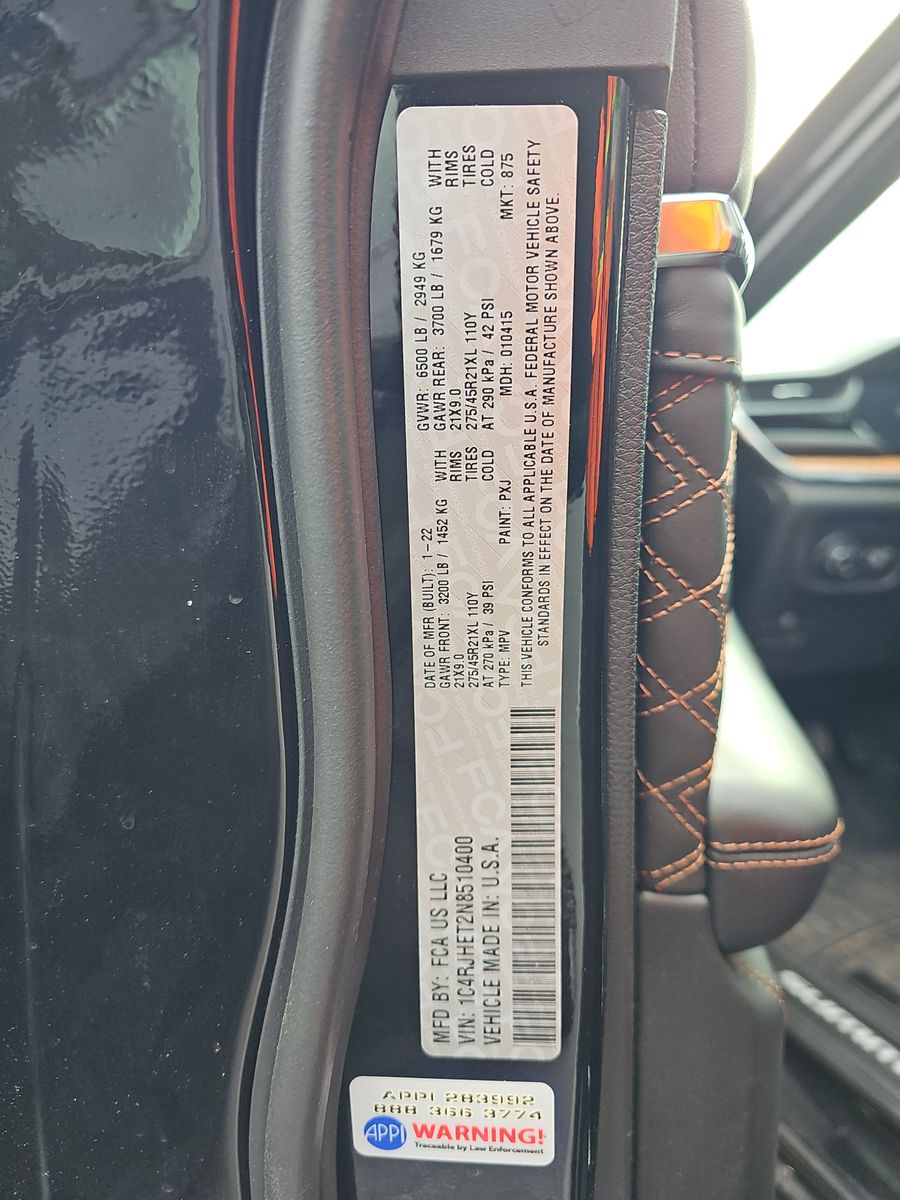 MFD BY: FCA US LLC
VIN: 1C4RJHET2N8510400
VEHICLE MADE IN: U.S.A.
DATE OF MFR (BUILT): 1-22 GVWR: 6500 LB / 2949 KG
GAWR FRONT: 3200 LB / 1452 KG WITH GAWR REAR: 3700 LB / 1679 KG WITH
21X9.0 RIMS 21X9.0 RIMS
275/45R21XL 110Y TIRES 275/45R21XL 110Y TIRES
AT 270 kPa / 39 PSI COLD AT 290 kPa / 42 PSI COLD
TYPE: MPV PAINT: PXJ MDH: 010415 MKT: 875
THIS VEHICLE CONFORMS TO ALL APPLICABLE U.S.A. FEDERAL MOTOR VEHICLE SAFETY
STANDARDS IN EFFECT ON THE DATE OF MANUFACTURE SHOWN ABOVE.
APPI 283992
888 366 3774
APPI WARNING!
Traceable by Law Enforcement